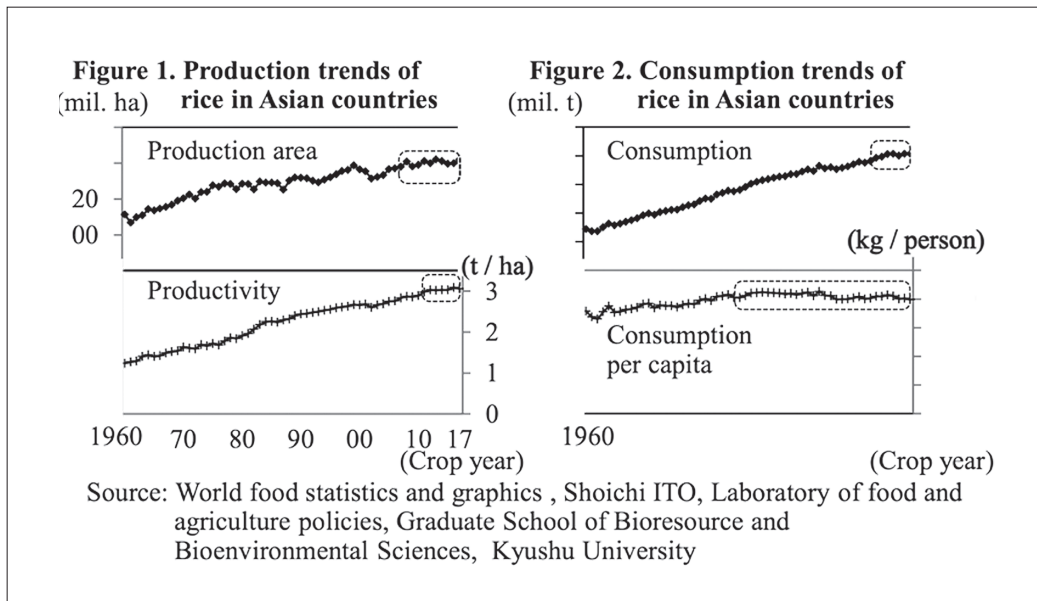 Figure 1. Production trends of
rice in Asian countries
(mil. ha)
Production area
20
00
(t / ha)
Productivity
3
2
1
0
1960 70 80 90 00 10 17
(Crop year)
Figure 2. Consumption trends of
rice in Asian countries
(mil. t)
Consumption
(kg / person)
Consumption
per capita
1960
(Crop year)
Source: World food statistics and graphics , Shoichi ITO, Laboratory of food and
agriculture policies, Graduate School of Bioresource and
Bioenvironmental Sciences, Kyushu University